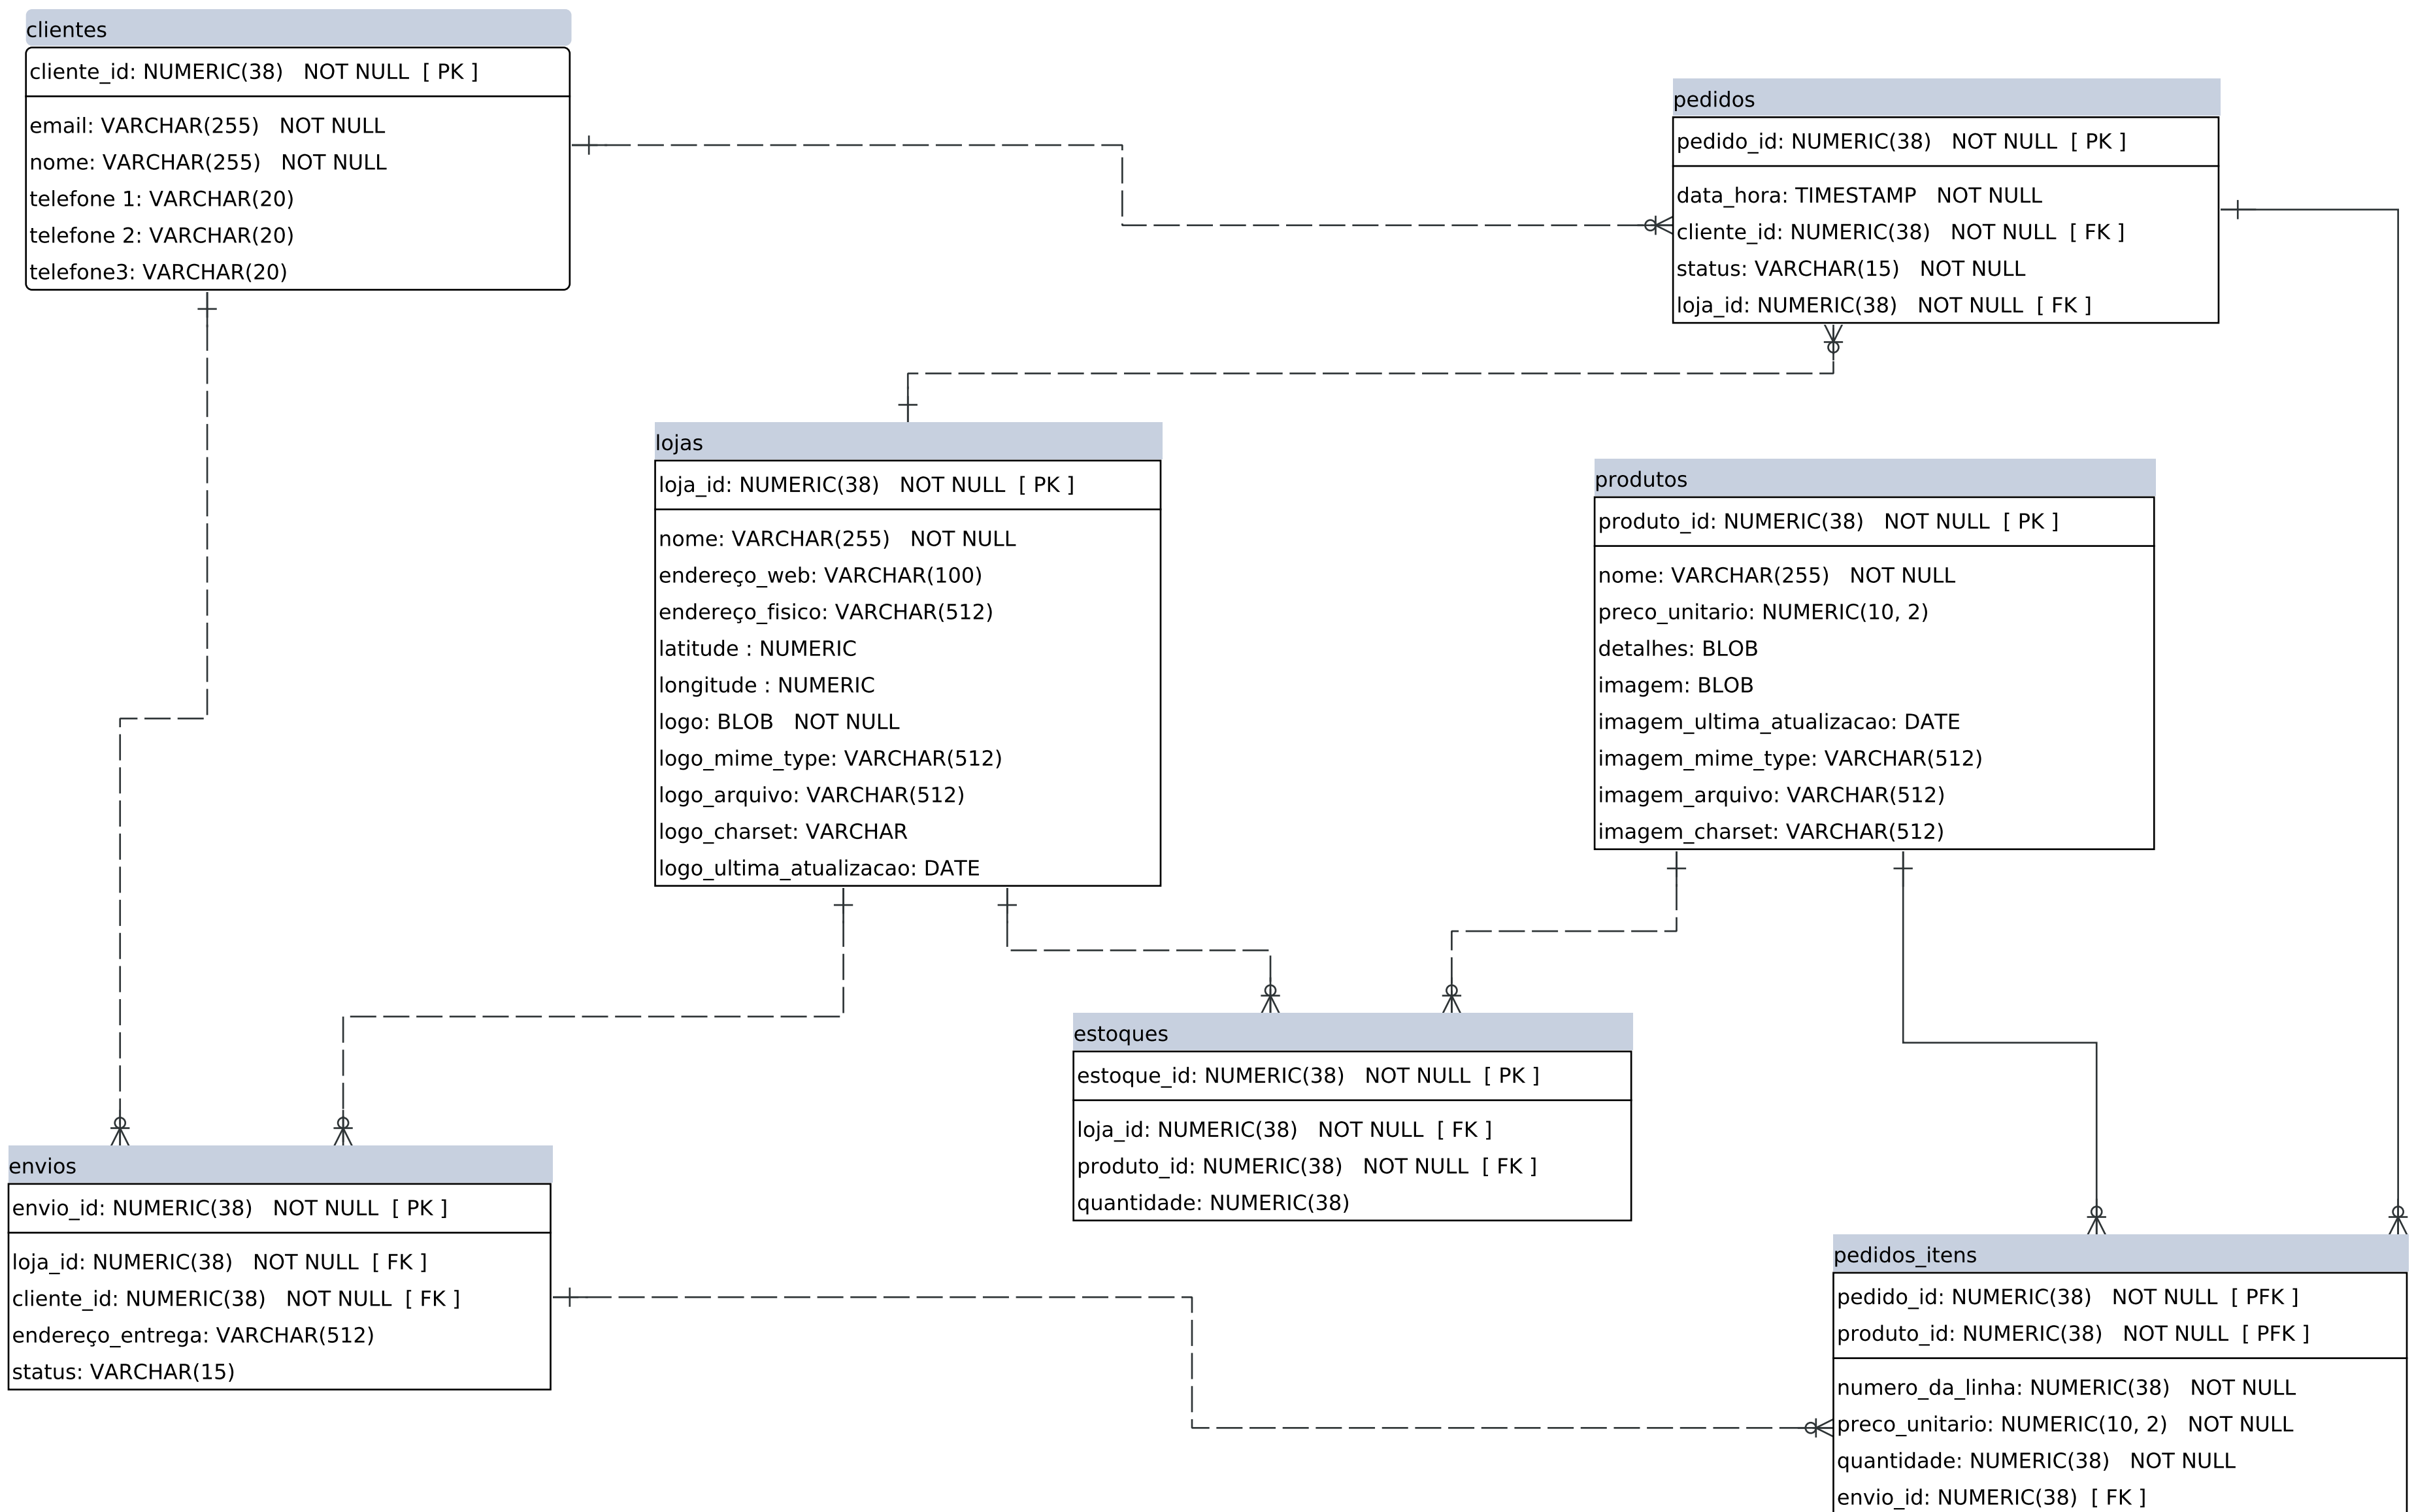 clientes
cliente_id: NUMERIC(38) NOT NULL [ PK ]
email: VARCHAR(255) NOT NULL
nome: VARCHAR(255) NOT NULL
telefone 1: VARCHAR(20)
telefone 2: VARCHAR(20)
telefone3: VARCHAR(20)
pedidos
pedido_id: NUMERIC(38) NOT NULL [ PK ]
data_hora: TIMESTAMP NOT NULL
cliente_id: NUMERIC(38) NOT NULL [ FK ]
status: VARCHAR(15) NOT NULL
loja_id: NUMERIC(38) NOT NULL [ FK ]
lojas
loja_id: NUMERIC(38) NOT NULL [ PK ]
nome: VARCHAR(255) NOT NULL
endereço_web: VARCHAR(100)
endereço_fisico: VARCHAR(512)
latitude : NUMERIC
longitude : NUMERIC
logo: BLOB NOT NULL
logo_mime_type: VARCHAR(512)
logo_arquivo: VARCHAR(512)
logo_charset: VARCHAR
logo_ultima_atualizacao: DATE
produtos
produto_id: NUMERIC(38) NOT NULL [ PK ]
nome: VARCHAR(255) NOT NULL
preco_unitario: NUMERIC(10, 2)
detalhes: BLOB
imagem: BLOB
imagem_ultima_atualizacao: DATE
imagem_mime_type: VARCHAR(512)
imagem_arquivo: VARCHAR(512)
imagem_charset: VARCHAR(512)
estoques
estoque_id: NUMERIC(38) NOT NULL [ PK ]
loja_id: NUMERIC(38) NOT NULL [ FK ]
produto_id: NUMERIC(38) NOT NULL [ FK ]
quantidade: NUMERIC(38)
envios
envio_id: NUMERIC(38) NOT NULL [ PK ]
loja_id: NUMERIC(38) NOT NULL [ FK ]
cliente_id: NUMERIC(38) NOT NULL [ FK ]
endereço_entrega: VARCHAR(512)
status: VARCHAR(15)
pedidos_itens
pedido_id: NUMERIC(38) NOT NULL [ PFK ]
produto_id: NUMERIC(38) NOT NULL [ PFK ]
numero_da_linha: NUMERIC(38) NOT NULL
preco_unitario: NUMERIC(10, 2) NOT NULL
quantidade: NUMERIC(38) NOT NULL
envio_id: NUMERIC(38) [ FK ]